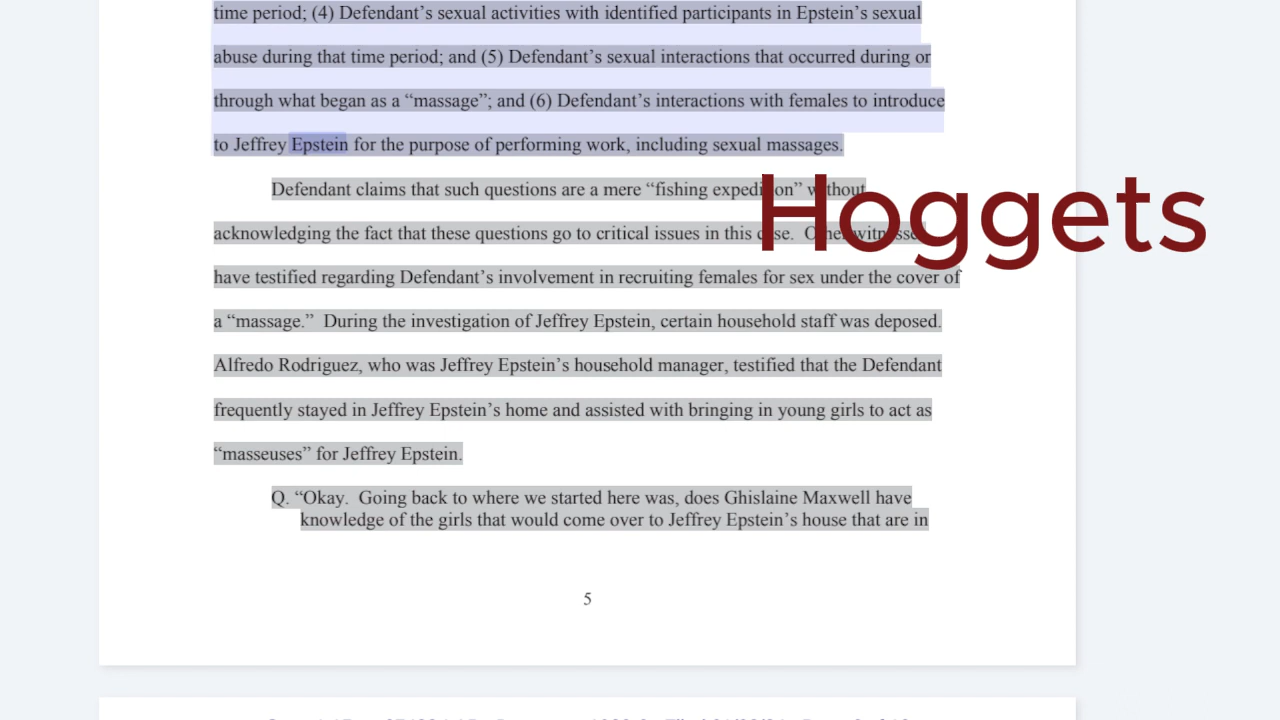 time period; (4) Defendant’s sexual activities with identified participants in Epstein’s sexual
abuse during that time period; and (5) Defendant’s sexual interactions that occurred during or
through what began as a “massage”; and (6) Defendant’s interactions with females to introduce
to Jeffrey Epstein for the purpose of performing work, including sexual massages.
Defendant claims that such questions are a mere “fishing expedition” without
Hoggets
acknowledging the fact that these questions go to critical issues in this case. Other witnesses
have testified regarding Defendant’s involvement in recruiting females for sex under the cover of
a “massage.” During the investigation of Jeffrey Epstein, certain household staff was deposed.
Alfredo Rodriguez, who was Jeffrey Epstein’s household manager, testified that the Defendant
frequently stayed in Jeffrey Epstein’s home and assisted with bringing in young girls to act as
“masseuses” for Jeffrey Epstein.
Q. “Okay. Going back to where we started here was, does Ghislaine Maxwell have
knowledge of the girls that would come over to Jeffrey Epstein’s house that are in
5